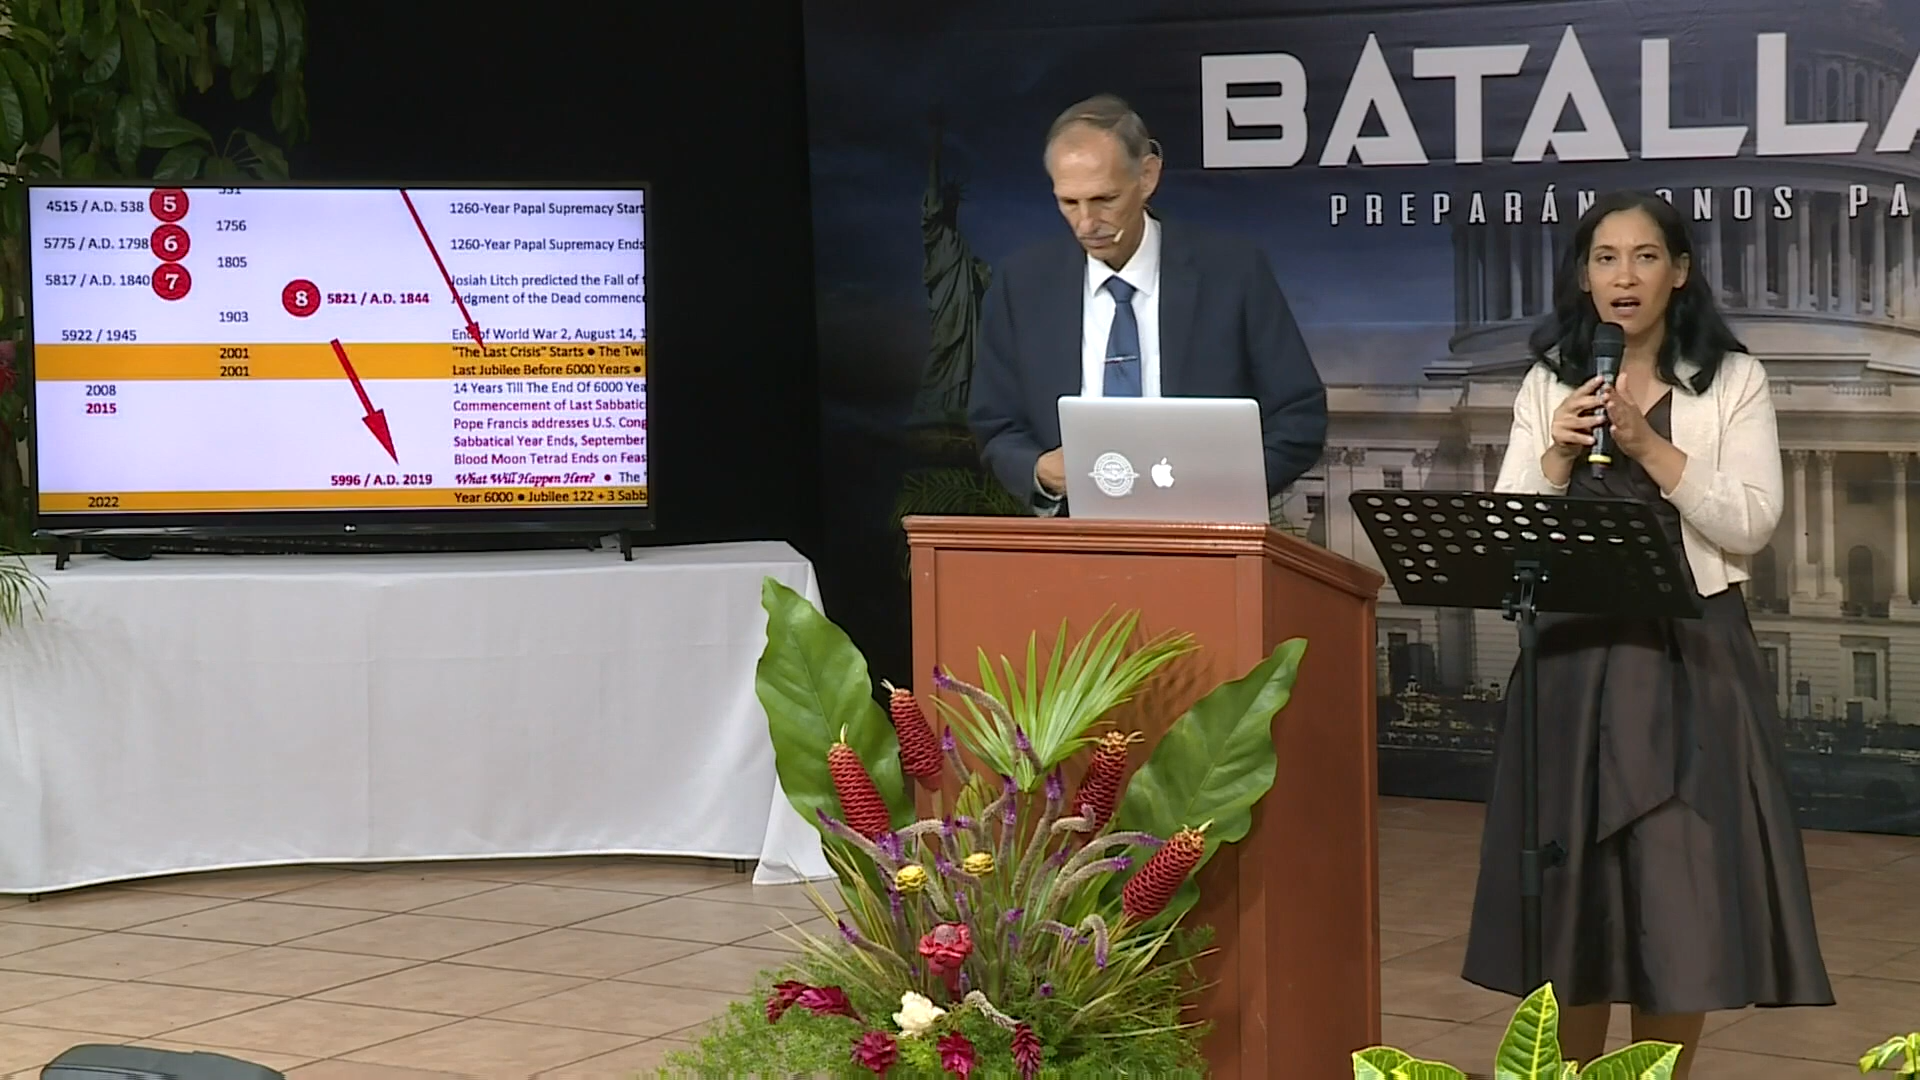 BATALLA
PREPARÁN ONOS PA
4515 / A.D. 538 5 1260-Year Papal Supremacy Start
1756
5775 / A.D. 1798 6 1260-Year Papal Supremacy Ends
1805
5817 / A.D. 1840 7 Josiah Litch predicted the Fall of
8 5821 / A.D. 1844 Judgment of the Dead commenc
1903
5922 / 1945 End of World War 2, August 14, 1
2001 "The Last Crisis" Starts ● The Twi
2001 Last Jubilee Before 6000 Years ●
2008 14 Years Till The End Of 6000 Yea
2015 Commencement of Last Sabbatic
Pope Francis addresses U.S. Cong
Sabbatical Year Ends, September
Blood Moon Tetrad Ends on Feas
5996 / A.D. 2019 What Will Happen Here? ● The
2022 Year 6000 ● Jubilee 122 + 3 Sabb
LG